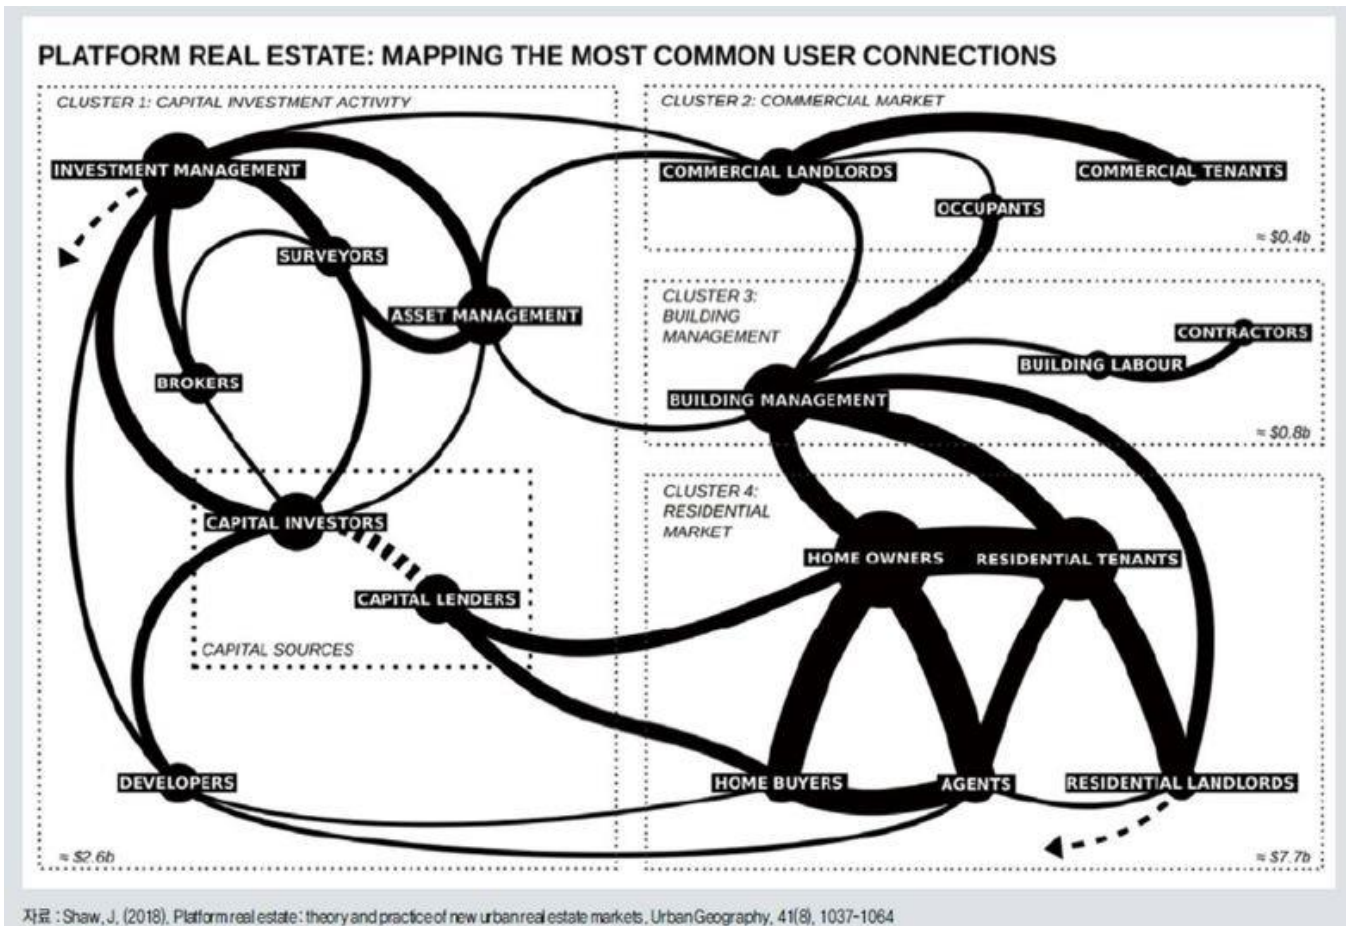 PLATFORM REAL ESTATE: MAPPING THE MOST COMMON USER CONNECTIONS
CLUSTER 1: CAPITAL INVESTMENT ACTIVITY
INVESTMENT MANAGEMENT
SURVEYORS
ASSET MANAGEMENT
BROKERS
CAPITAL INVESTORS
CAPITAL LENDERS
CAPITAL SOURCES
DEVELOPERS
≈ $2.6b
CLUSTER 2: COMMERCIAL MARKET
COMMERCIAL LANDLORDS
COMMERCIAL TENANTS
OCCUPANTS
≈ $0.4b
CLUSTER 3:
BUILDING
MANAGEMENT
CONTRACTORS
BUILDING LABOUR
BUILDING MANAGEMENT
≈ $0.8b
CLUSTER 4:
RESIDENTIAL
MARKET
HOME OWNERS
RESIDENTIAL TENANTS
HOME BUYERS
AGENTS
RESIDENTIAL LANDLORDS
≈ $7.7b
자료 : Shaw, J, (2018), Platform real estate: theory and practice of new urban real estate markets, Urban Geography, 41(8), 1037-1064